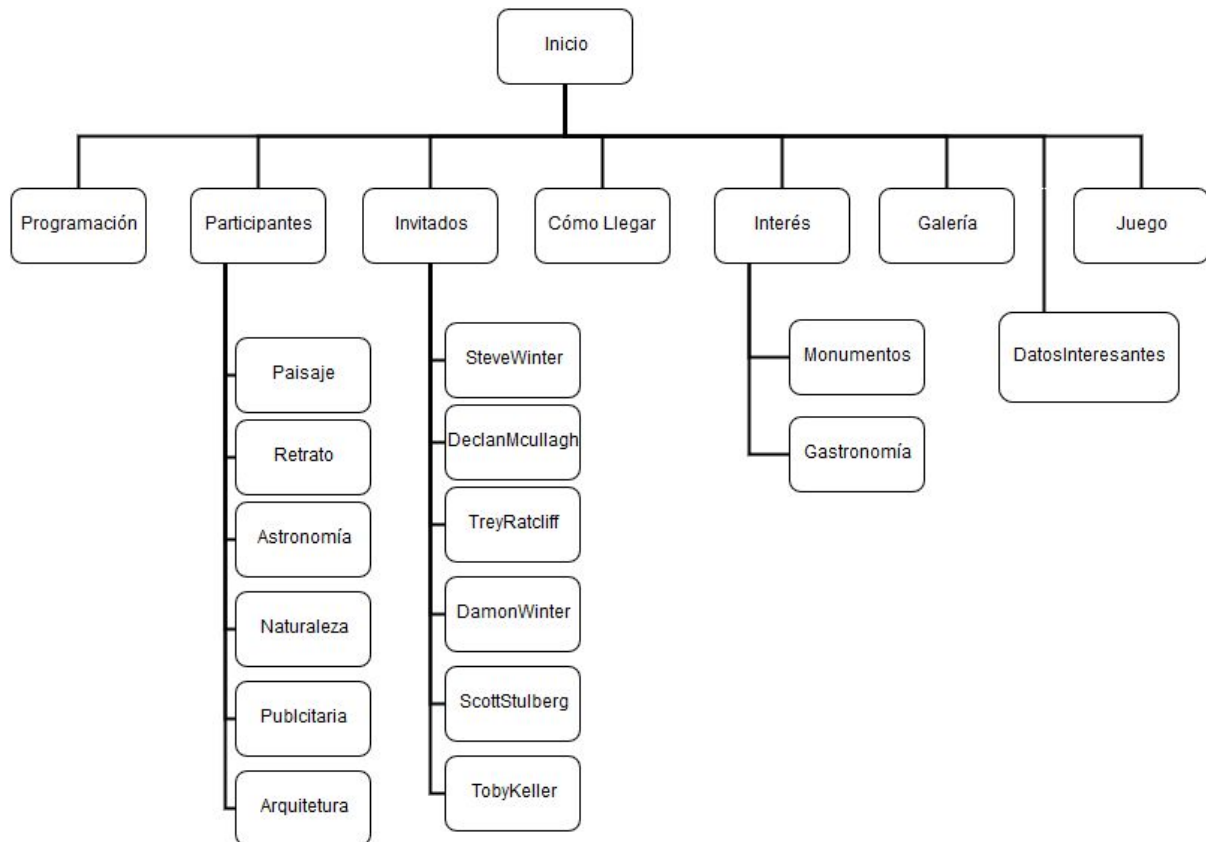 Inicio
Programación
Participantes
Invitados
Cómo Llegar
Interés
Galería
Juego
DatosInteresantes
Paisaje
Retrato
Astronomía
Naturaleza
Publcitaria
Arquitetura
SteveWinter
DeclanMcullagh
TreyRatcliff
DamonWinter
ScottStulberg
TobyKeller
Monumentos
Gastronomía